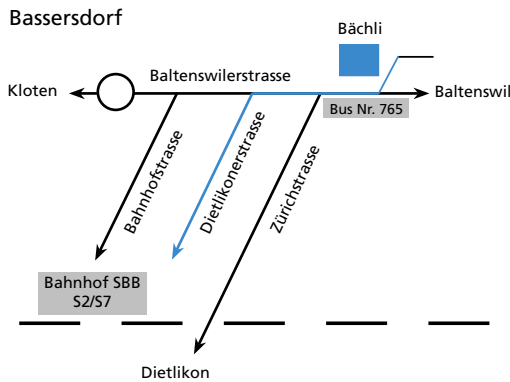 Bassersdorf
Bächli
Baltenswilerstrasse
Kloten
Baltenswil
Bus Nr. 765
Bahnhofstrasse
Dietlikonerstrasse
Zürichstrasse
Bahnhof SBB
S2/S7
Dietlikon